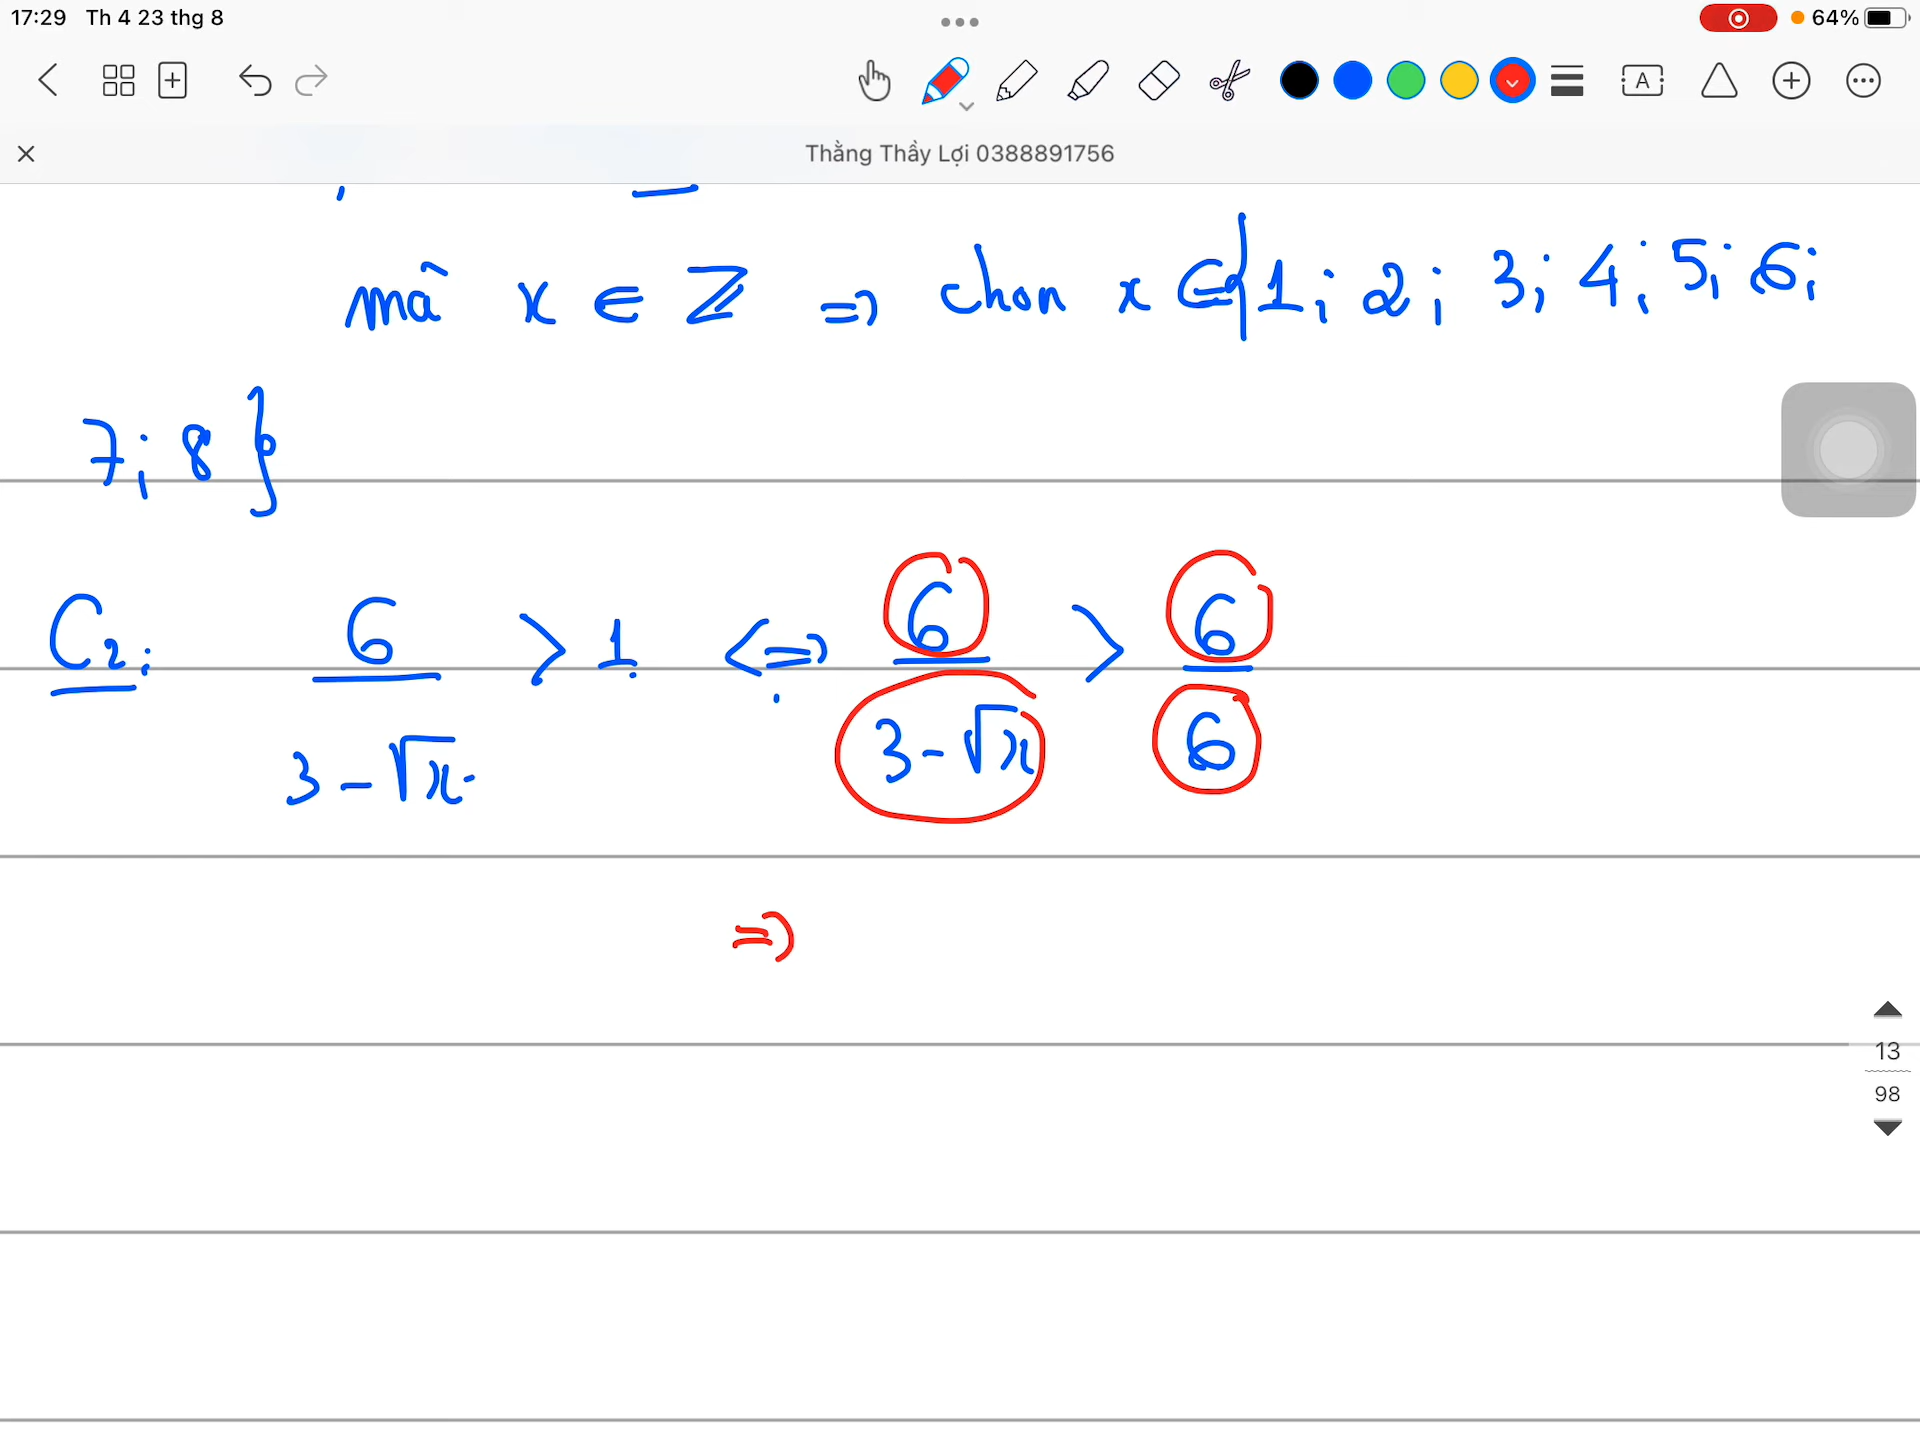 17:29 Th 4 23 thg 8 64%
A
Thằng Thầy Lợi 0388891756
mà x ∈ ℤ => chon x ∈ {1; 2; 3; 4; 5; 6;
7; 8}
C2: 6/(3-√x) > 1 <=> 6/(3-√x) > 6/6
=>
13
98